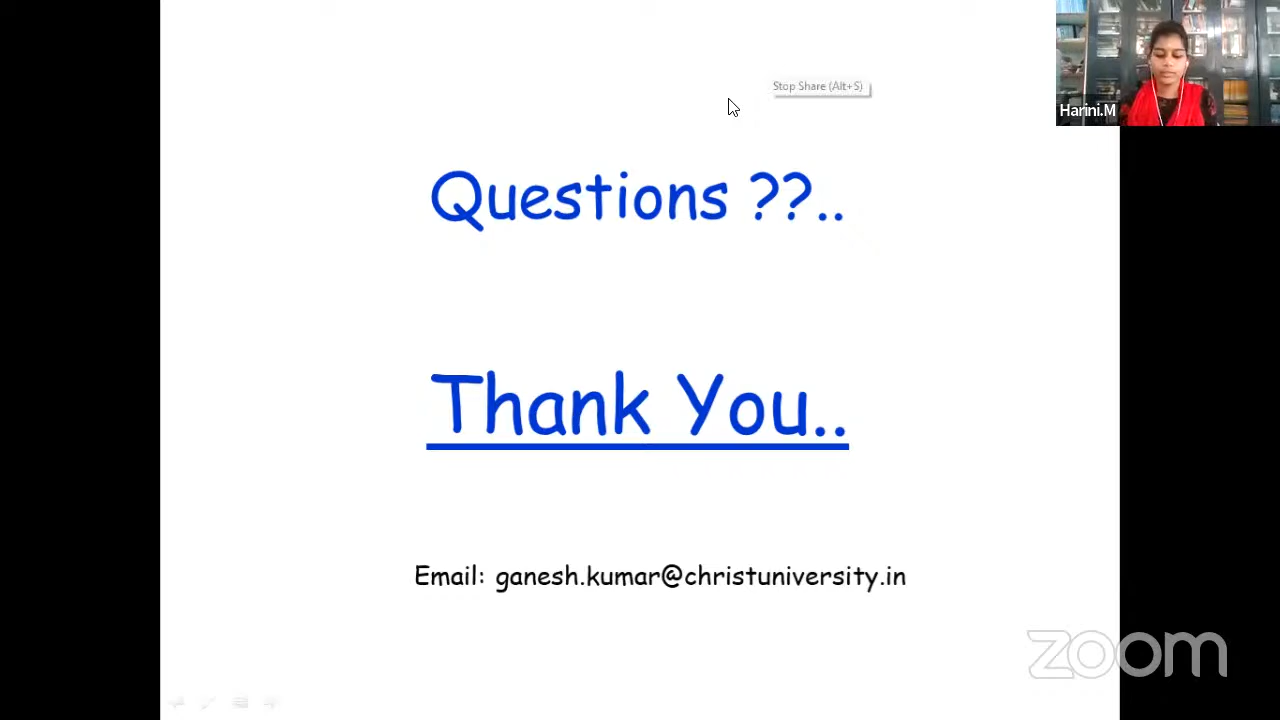 Stop Share (Alt+S)
Harini.M
Questions ??..
Thank You..
Email: ganesh.kumar@christuniversity.in
zoom